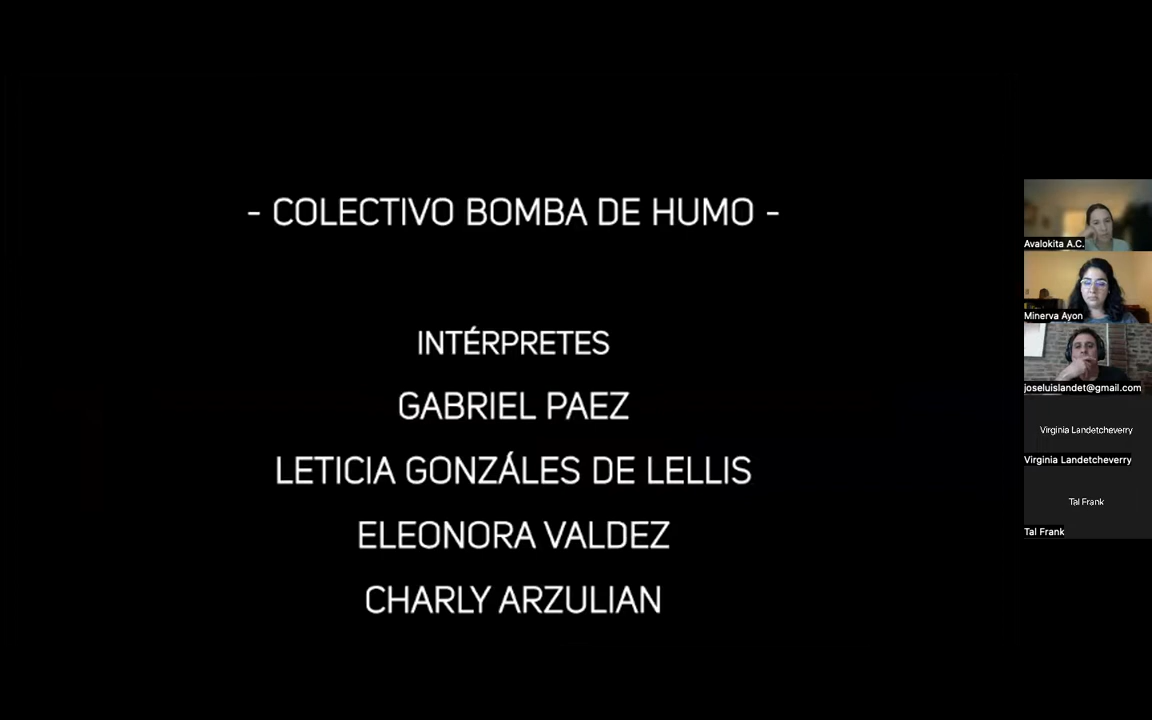 - COLECTIVO BOMBA DE HUMO -
INTÉRPRETES
GABRIEL PAEZ
LETICIA GONZÁLES DE LELLIS
ELEONORA VALDEZ
CHARLY ARZULIAN
Avalokita A.C.
Minerva Ayon
joseluislandet@gmail.com
Virginia Landetcheverry
Virginia Landetcheverry
Tal Frank
Tal Frank